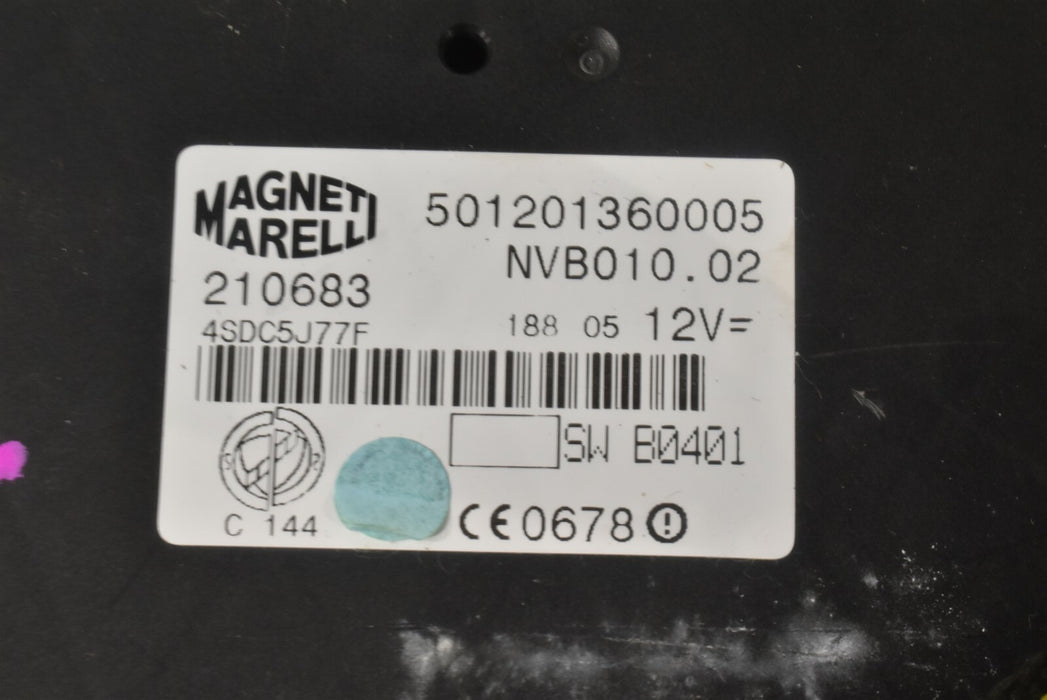 MAGNETI
MARELLI
501201360005
NVB010.02
210683
4SDC5J77F
188 05 12V=
SW B0401
C 144
CE0678